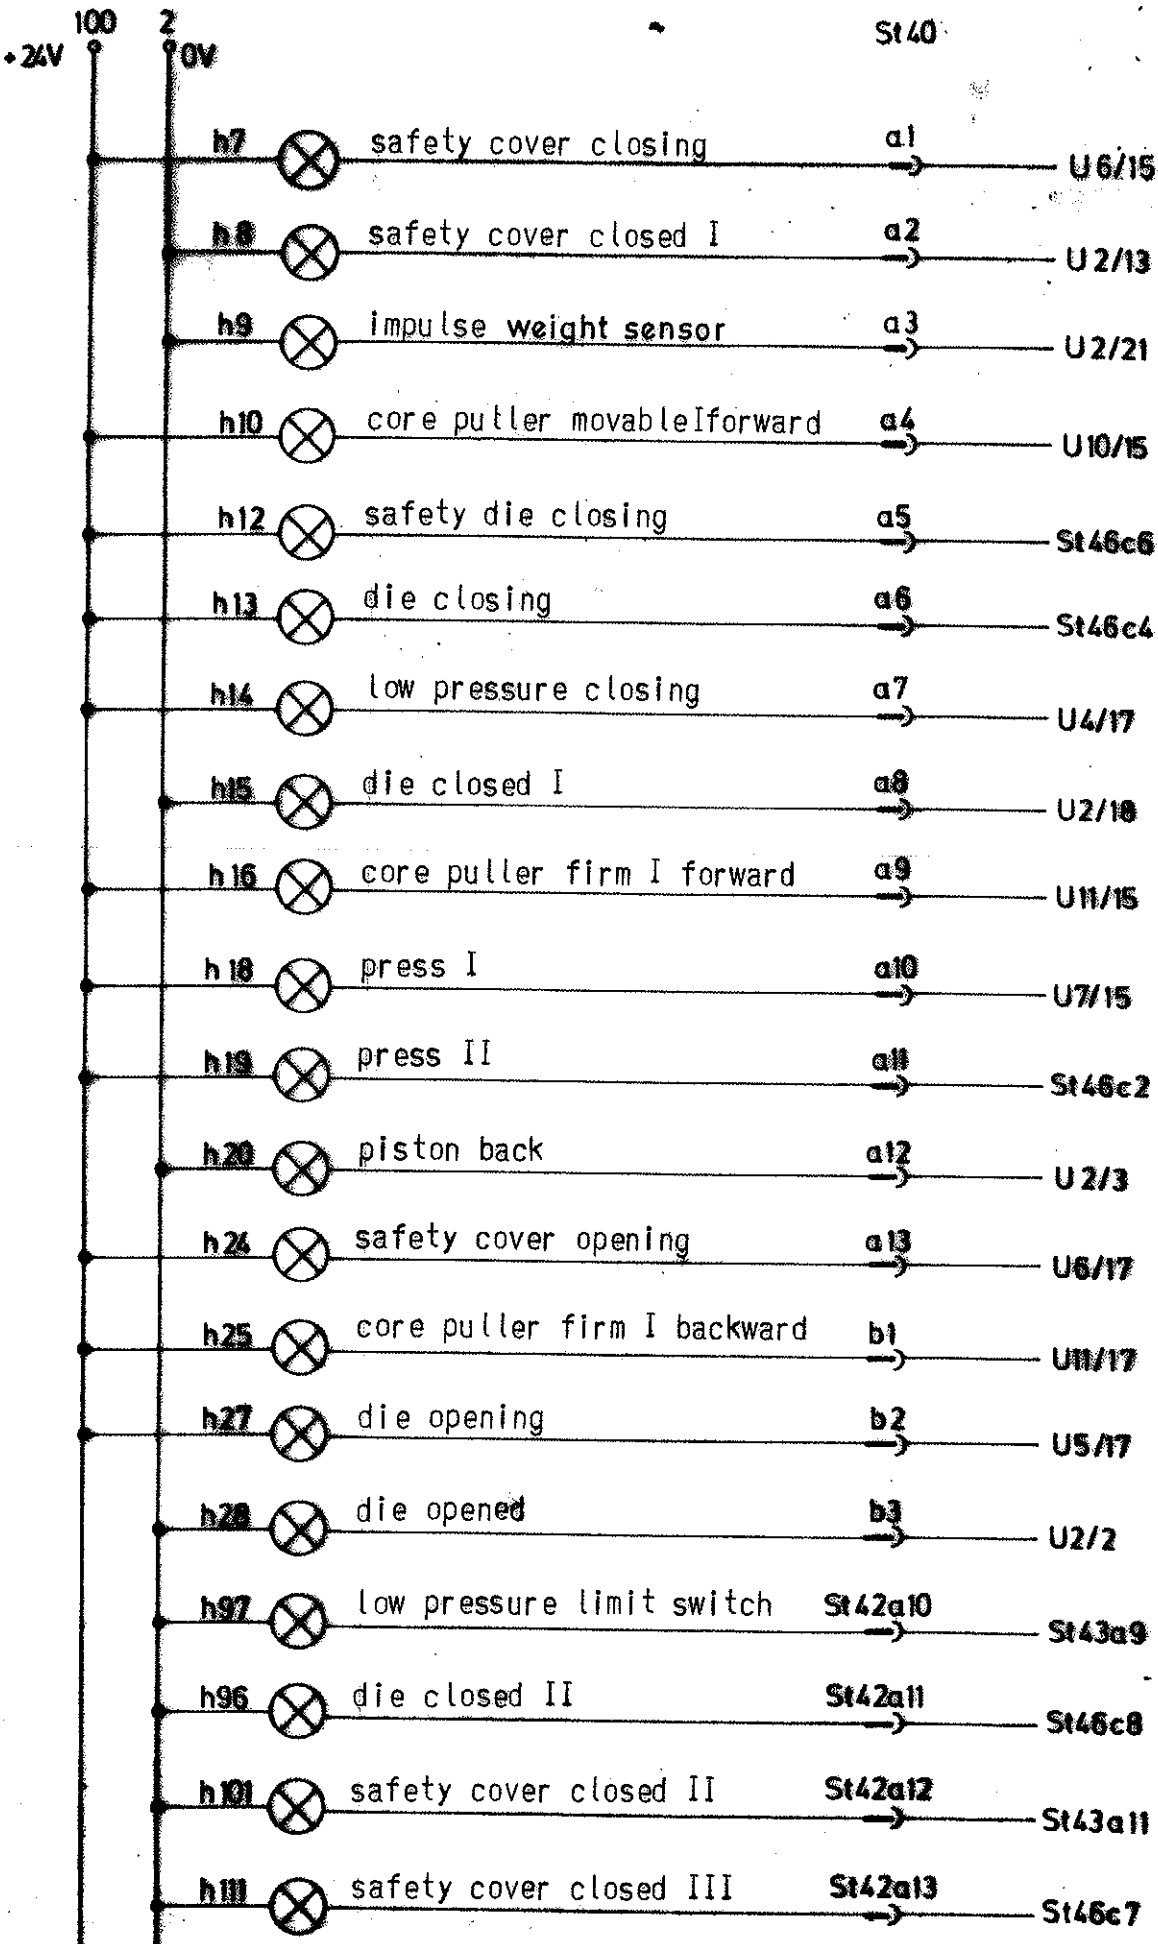 100 2 St40
+24V 0V
h7 safety cover closing a1 U6/15
h8 safety cover closed I a2 U2/13
h9 impulse weight sensor a3 U2/21
h10 core puller movable I forward a4 U10/15
h12 safety die closing a5 St46c6
h13 die closing a6 St46c4
h14 low pressure closing a7 U4/17
h15 die closed I a8 U2/18
h16 core puller firm I forward a9 U11/15
h18 press I a10 U7/15
h19 press II a11 St46c2
h20 piston back a12 U2/3
h24 safety cover opening a13 U6/17
h25 core puller firm I backward b1 U11/17
h27 die opening b2 U5/17
h28 die opened b3 U2/2
h97 low pressure limit switch St42a10 St43a9
h96 die closed II St42a11 St46c8
h101 safety cover closed II St42a12 St43a11
h111 safety cover closed III St42a13 St46c7